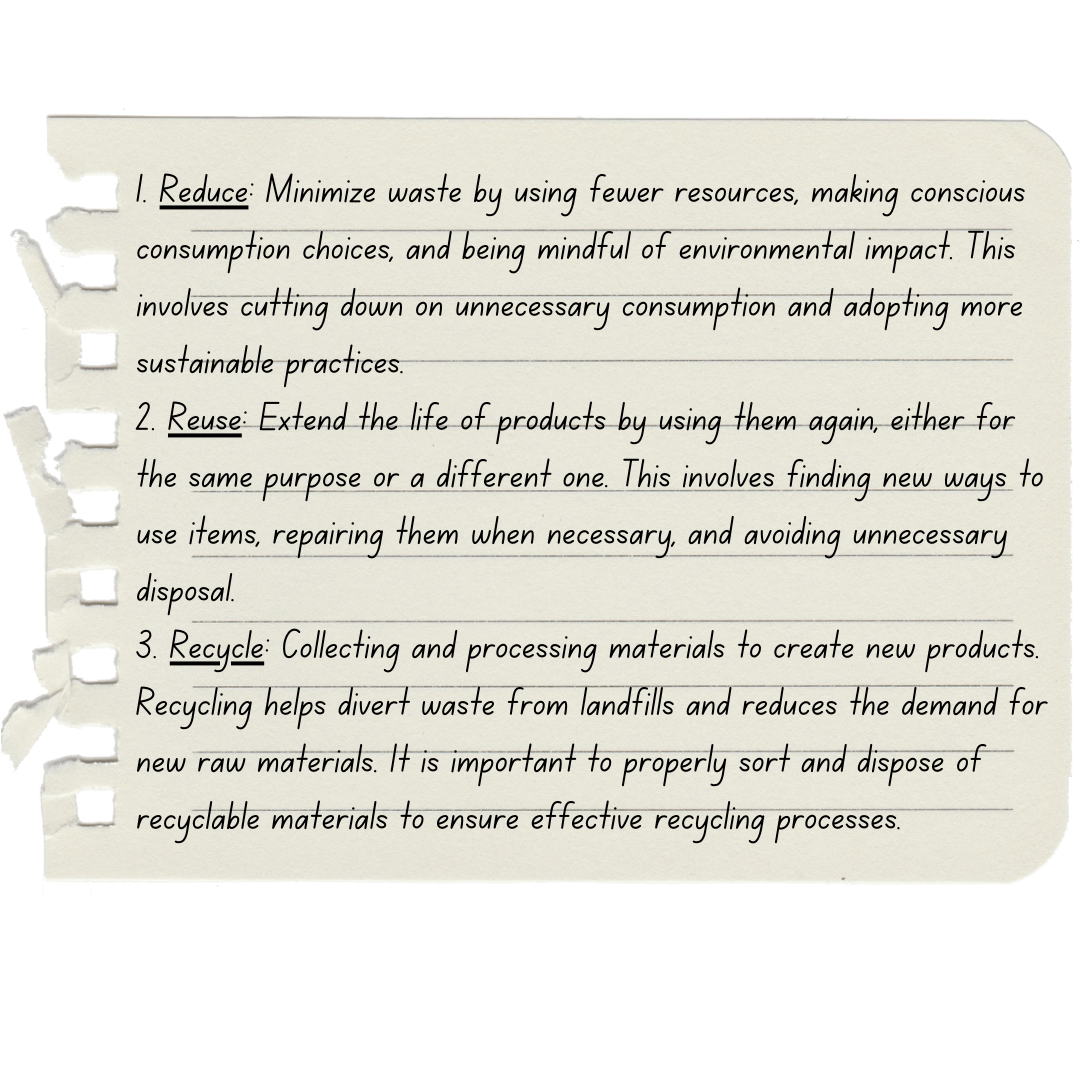 1. Reduce: Minimize waste by using fewer resources, making conscious
consumption choices, and being mindful of environmental impact. This
involves cutting down on unnecessary consumption and adopting more
sustainable practices.
2. Reuse: Extend the life of products by using them again, either for
the same purpose or a different one. This involves finding new ways to
use items, repairing them when necessary, and avoiding unnecessary
disposal.
3. Recycle: Collecting and processing materials to create new products.
Recycling helps divert waste from landfills and reduces the demand for
new raw materials. It is important to properly sort and dispose of
recyclable materials to ensure effective recycling processes.